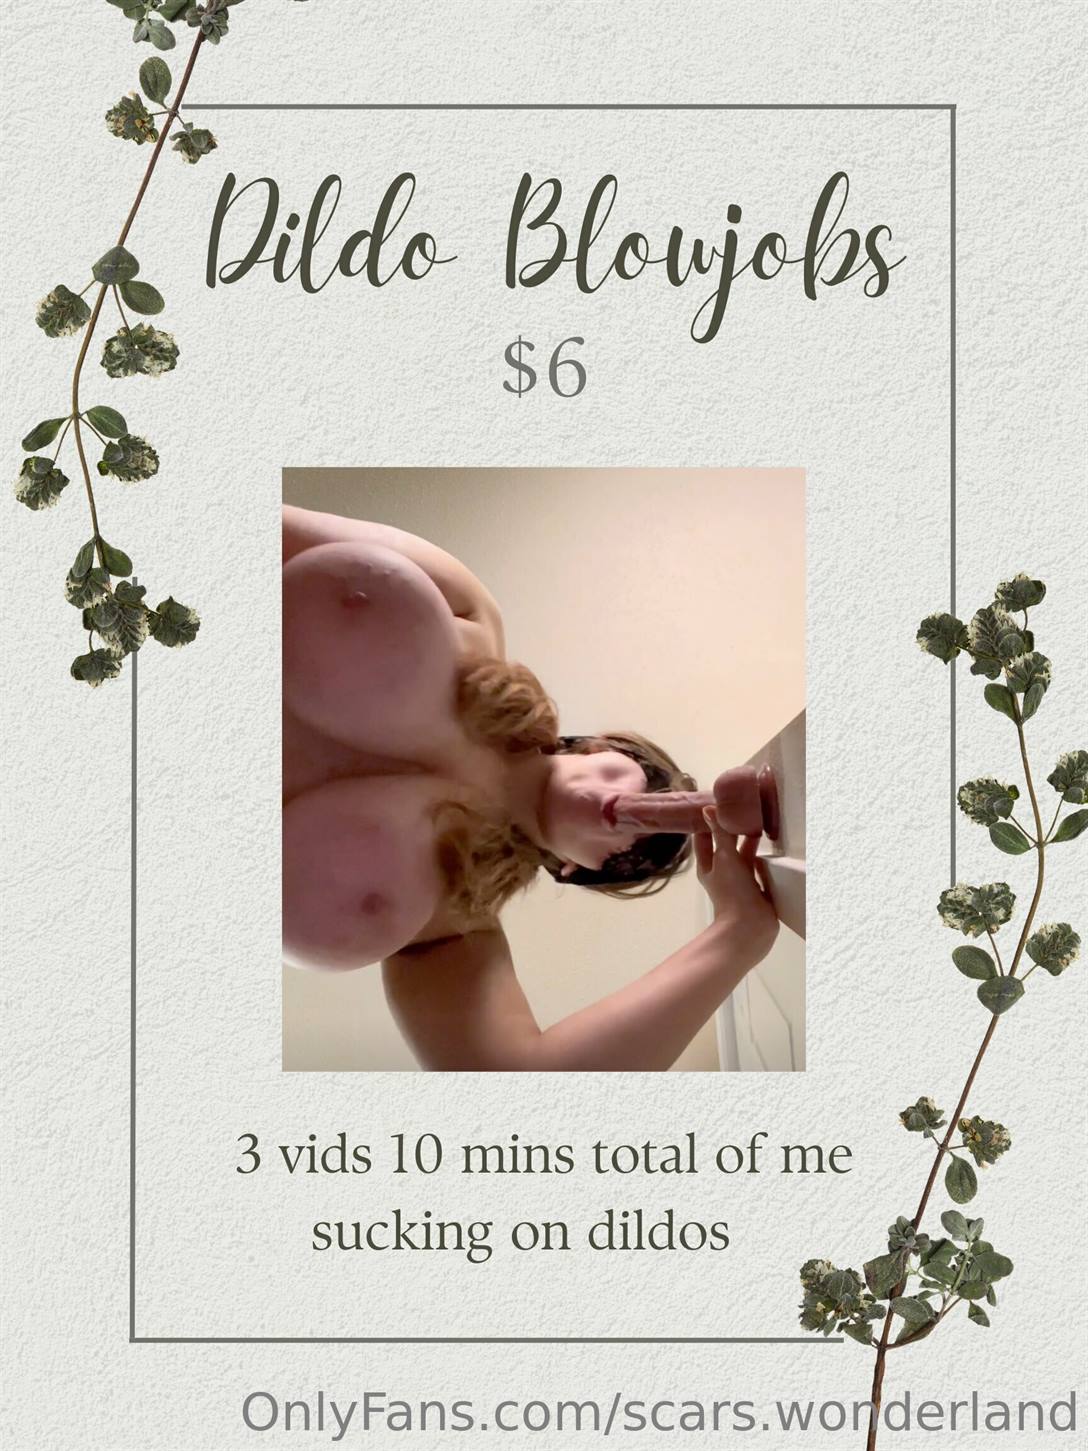 Dildo Blowjobs
$6
3 vids 10 mins total of me
sucking on dildos
OnlyFans.com/scars.wonderland